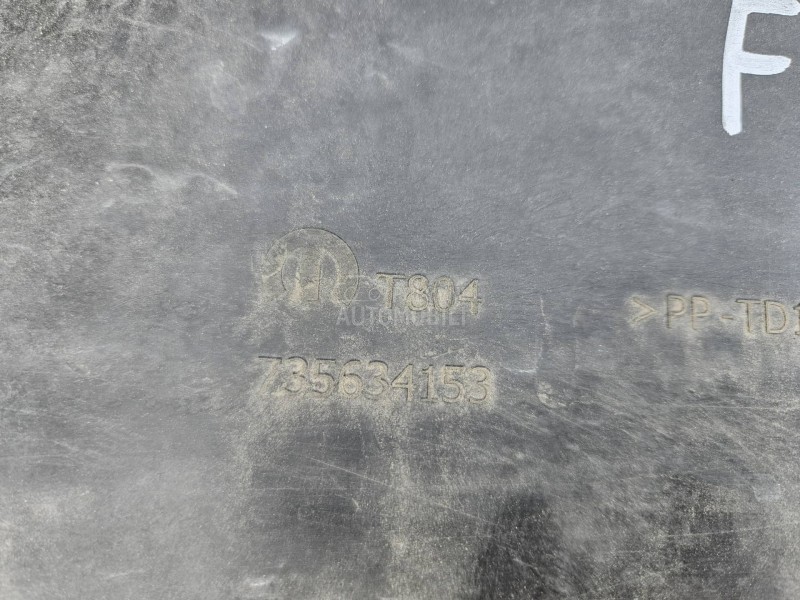 F
T804
>PP-TD1
AUTOMOBILI
735634153